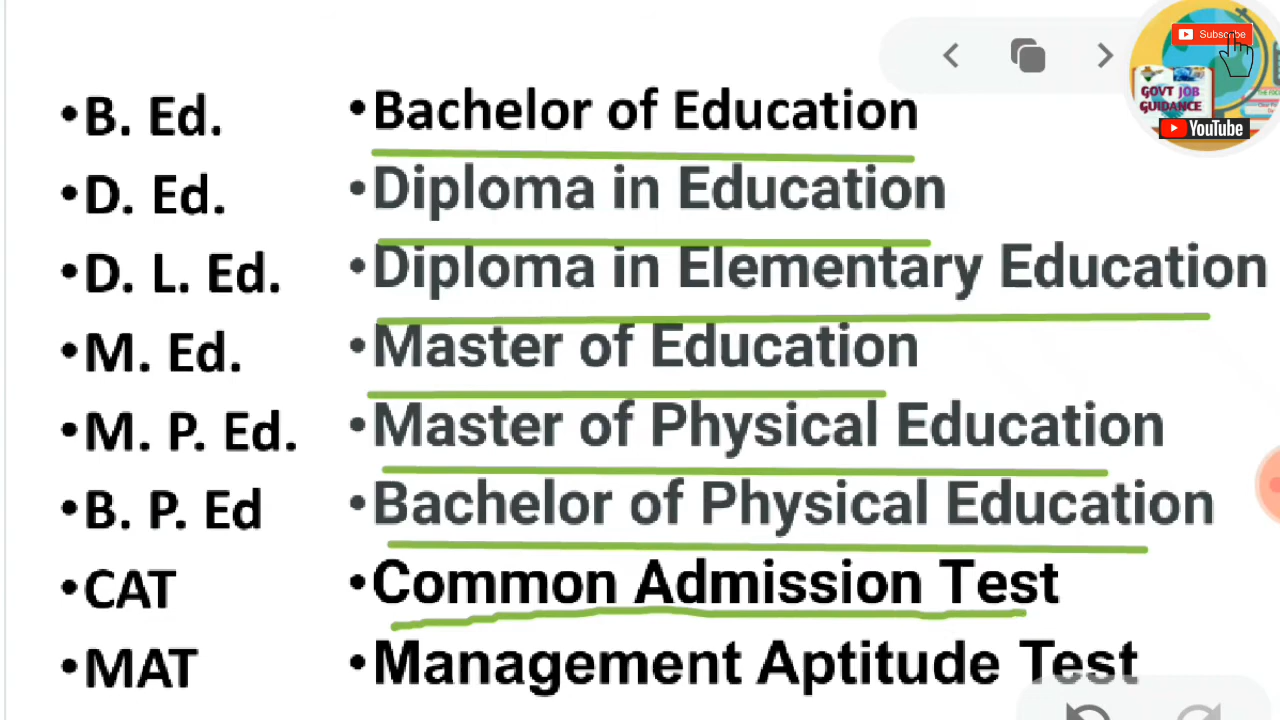 •B. Ed. •Bachelor of Education
•D. Ed. •Diploma in Education
•D. L. Ed. •Diploma in Elementary Education
•M. Ed. •Master of Education
•M. P. Ed. •Master of Physical Education
•B. P. Ed •Bachelor of Physical Education
•CAT •Common Admission Test
•MAT •Management Aptitude Test
Subscribe
GOVT JOB
GUIDANCE
YouTube